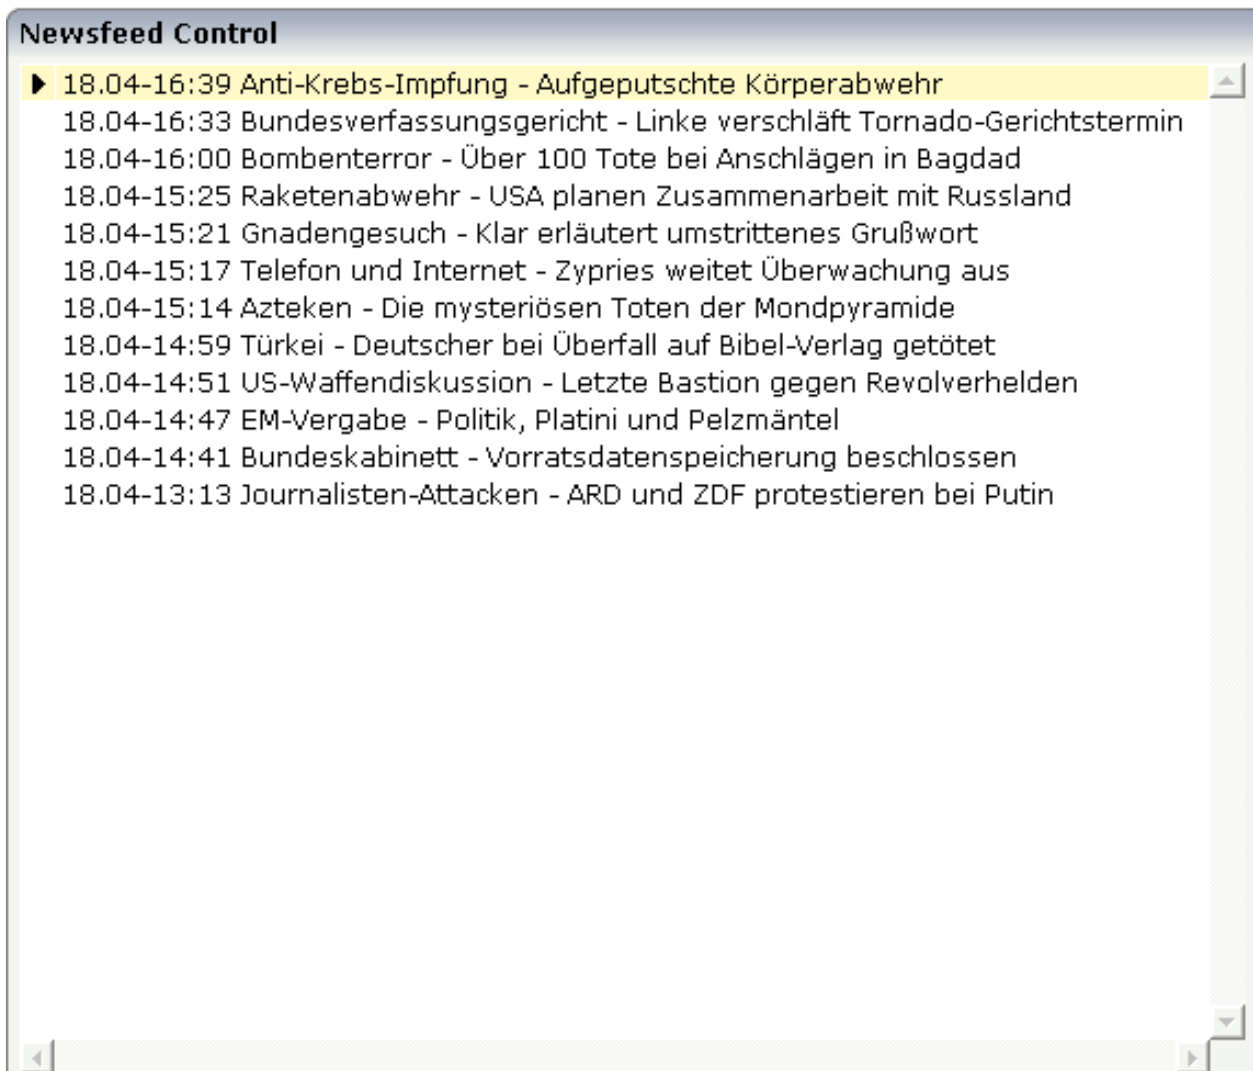 Newsfeed Control
18.04-16:39 Anti-Krebs-Impfung - Aufgeputschte Körperabwehr
18.04-16:33 Bundesverfassungsgericht - Linke verschläft Tornado-Gerichtstermin
18.04-16:00 Bombenterror - Über 100 Tote bei Anschlägen in Bagdad
18.04-15:25 Raketenabwehr - USA planen Zusammenarbeit mit Russland
18.04-15:21 Gnadengesuch - Klar erläutert umstrittenes Grußwort
18.04-15:17 Telefon und Internet - Zypries weitet Überwachung aus
18.04-15:14 Azteken - Die mysteriösen Toten der Mondpyramide
18.04-14:59 Türkei - Deutscher bei Überfall auf Bibel-Verlag getötet
18.04-14:51 US-Waffendiskussion - Letzte Bastion gegen Revolverhelden
18.04-14:47 EM-Vergabe - Politik, Platini und Pelzmäntel
18.04-14:41 Bundeskabinett - Vorratsdatenspeicherung beschlossen
18.04-13:13 Journalisten-Attacken - ARD und ZDF protestieren bei Putin